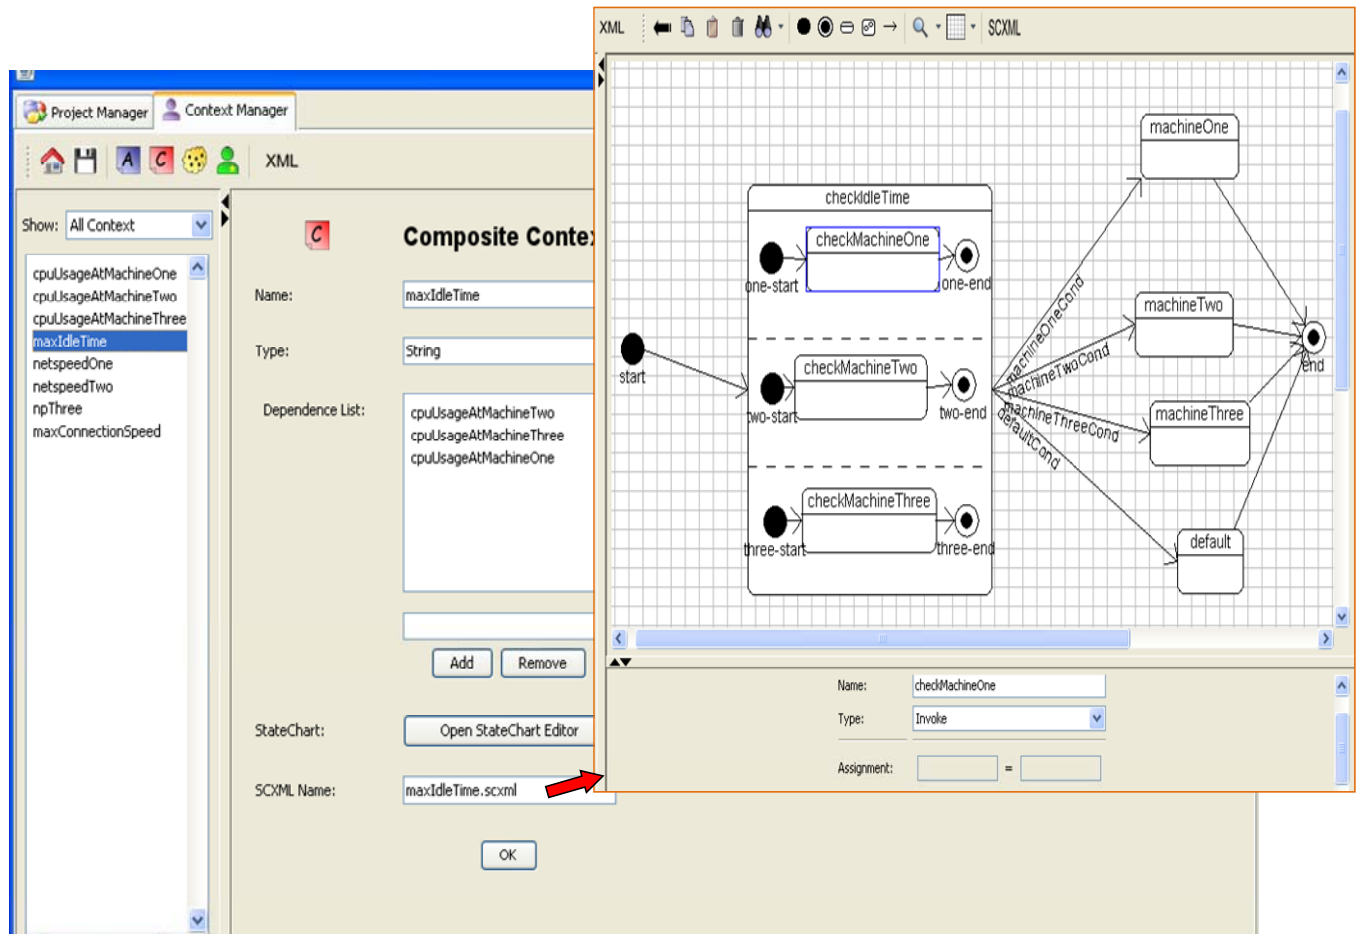 XML
SCXML
Project Manager
Context Manager
A
C
XML
Show:
All Context
cpuUsageAtMachineOne
cpuUsageAtMachineTwo
cpuUsageAtMachineThree
maxIdleTime
netspeedOne
netspeedTwo
npThree
maxConnectionSpeed
C
Composite Conte
Name:
maxIdleTime
Type:
String
Dependence List:
cpuUsageAtMachineTwo
cpuUsageAtMachineThree
cpuUsageAtMachineOne
Add
Remove
StateChart:
Open StateChart Editor
SCXML Name:
maxIdleTime.scxml
OK
start
checkIdleTime
checkMachineOne
one-start
one-end
checkMachineTwo
two-start
two-end
checkMachineThree
three-start
three-end
machineOneCond
machineTwoCond
machineThreeCond
defaultCond
machineOne
machineTwo
machineThree
default
end
Name:
checkMachineOne
Type:
Invoke
Assignment:
=